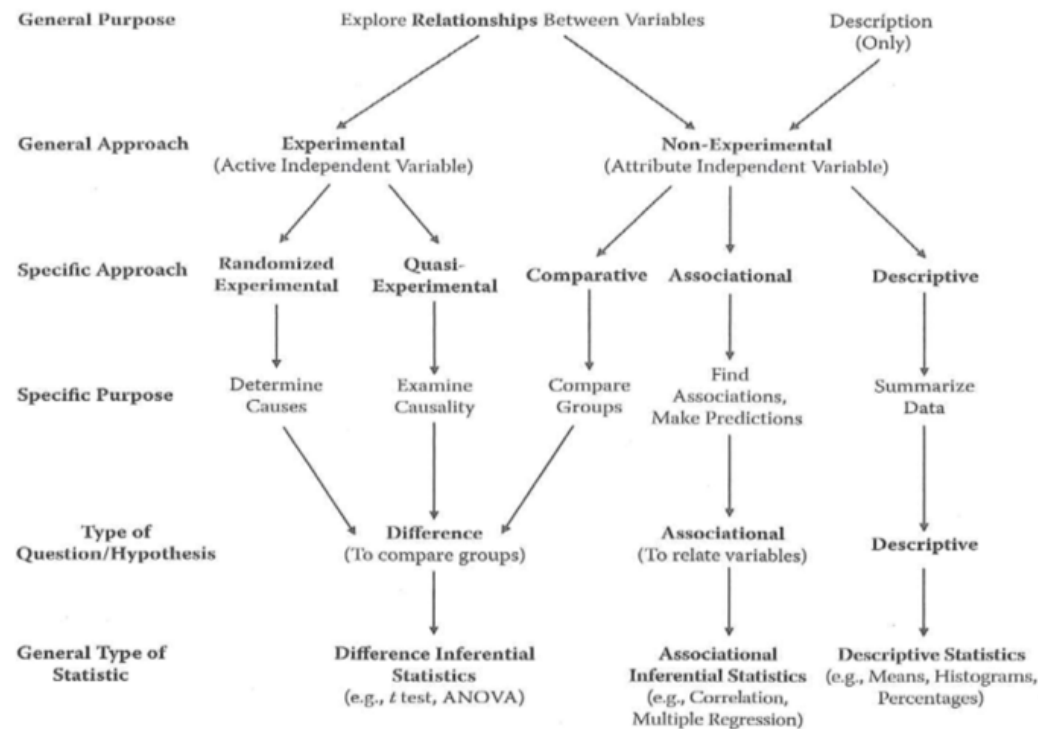 General Purpose
Explore Relationships Between Variables
Description
(Only)
General Approach
Experimental
(Active Independent Variable)
Non-Experimental
(Attribute Independent Variable)
Specific Approach
Randomized
Experimental
Quasi-
Experimental
Comparative
Associational
Descriptive
Specific Purpose
Determine
Causes
Examine
Causality
Compare
Groups
Find
Associations,
Make Predictions
Summarize
Data
Type of
Question/Hypothesis
Difference
(To compare groups)
Associational
(To relate variables)
Descriptive
General Type of
Statistic
Difference Inferential
Statistics
(e.g., t test, ANOVA)
Associational
Inferential Statistics
(e.g., Correlation,
Multiple Regression)
Descriptive Statistics
(e.g., Means, Histograms,
Percentages)